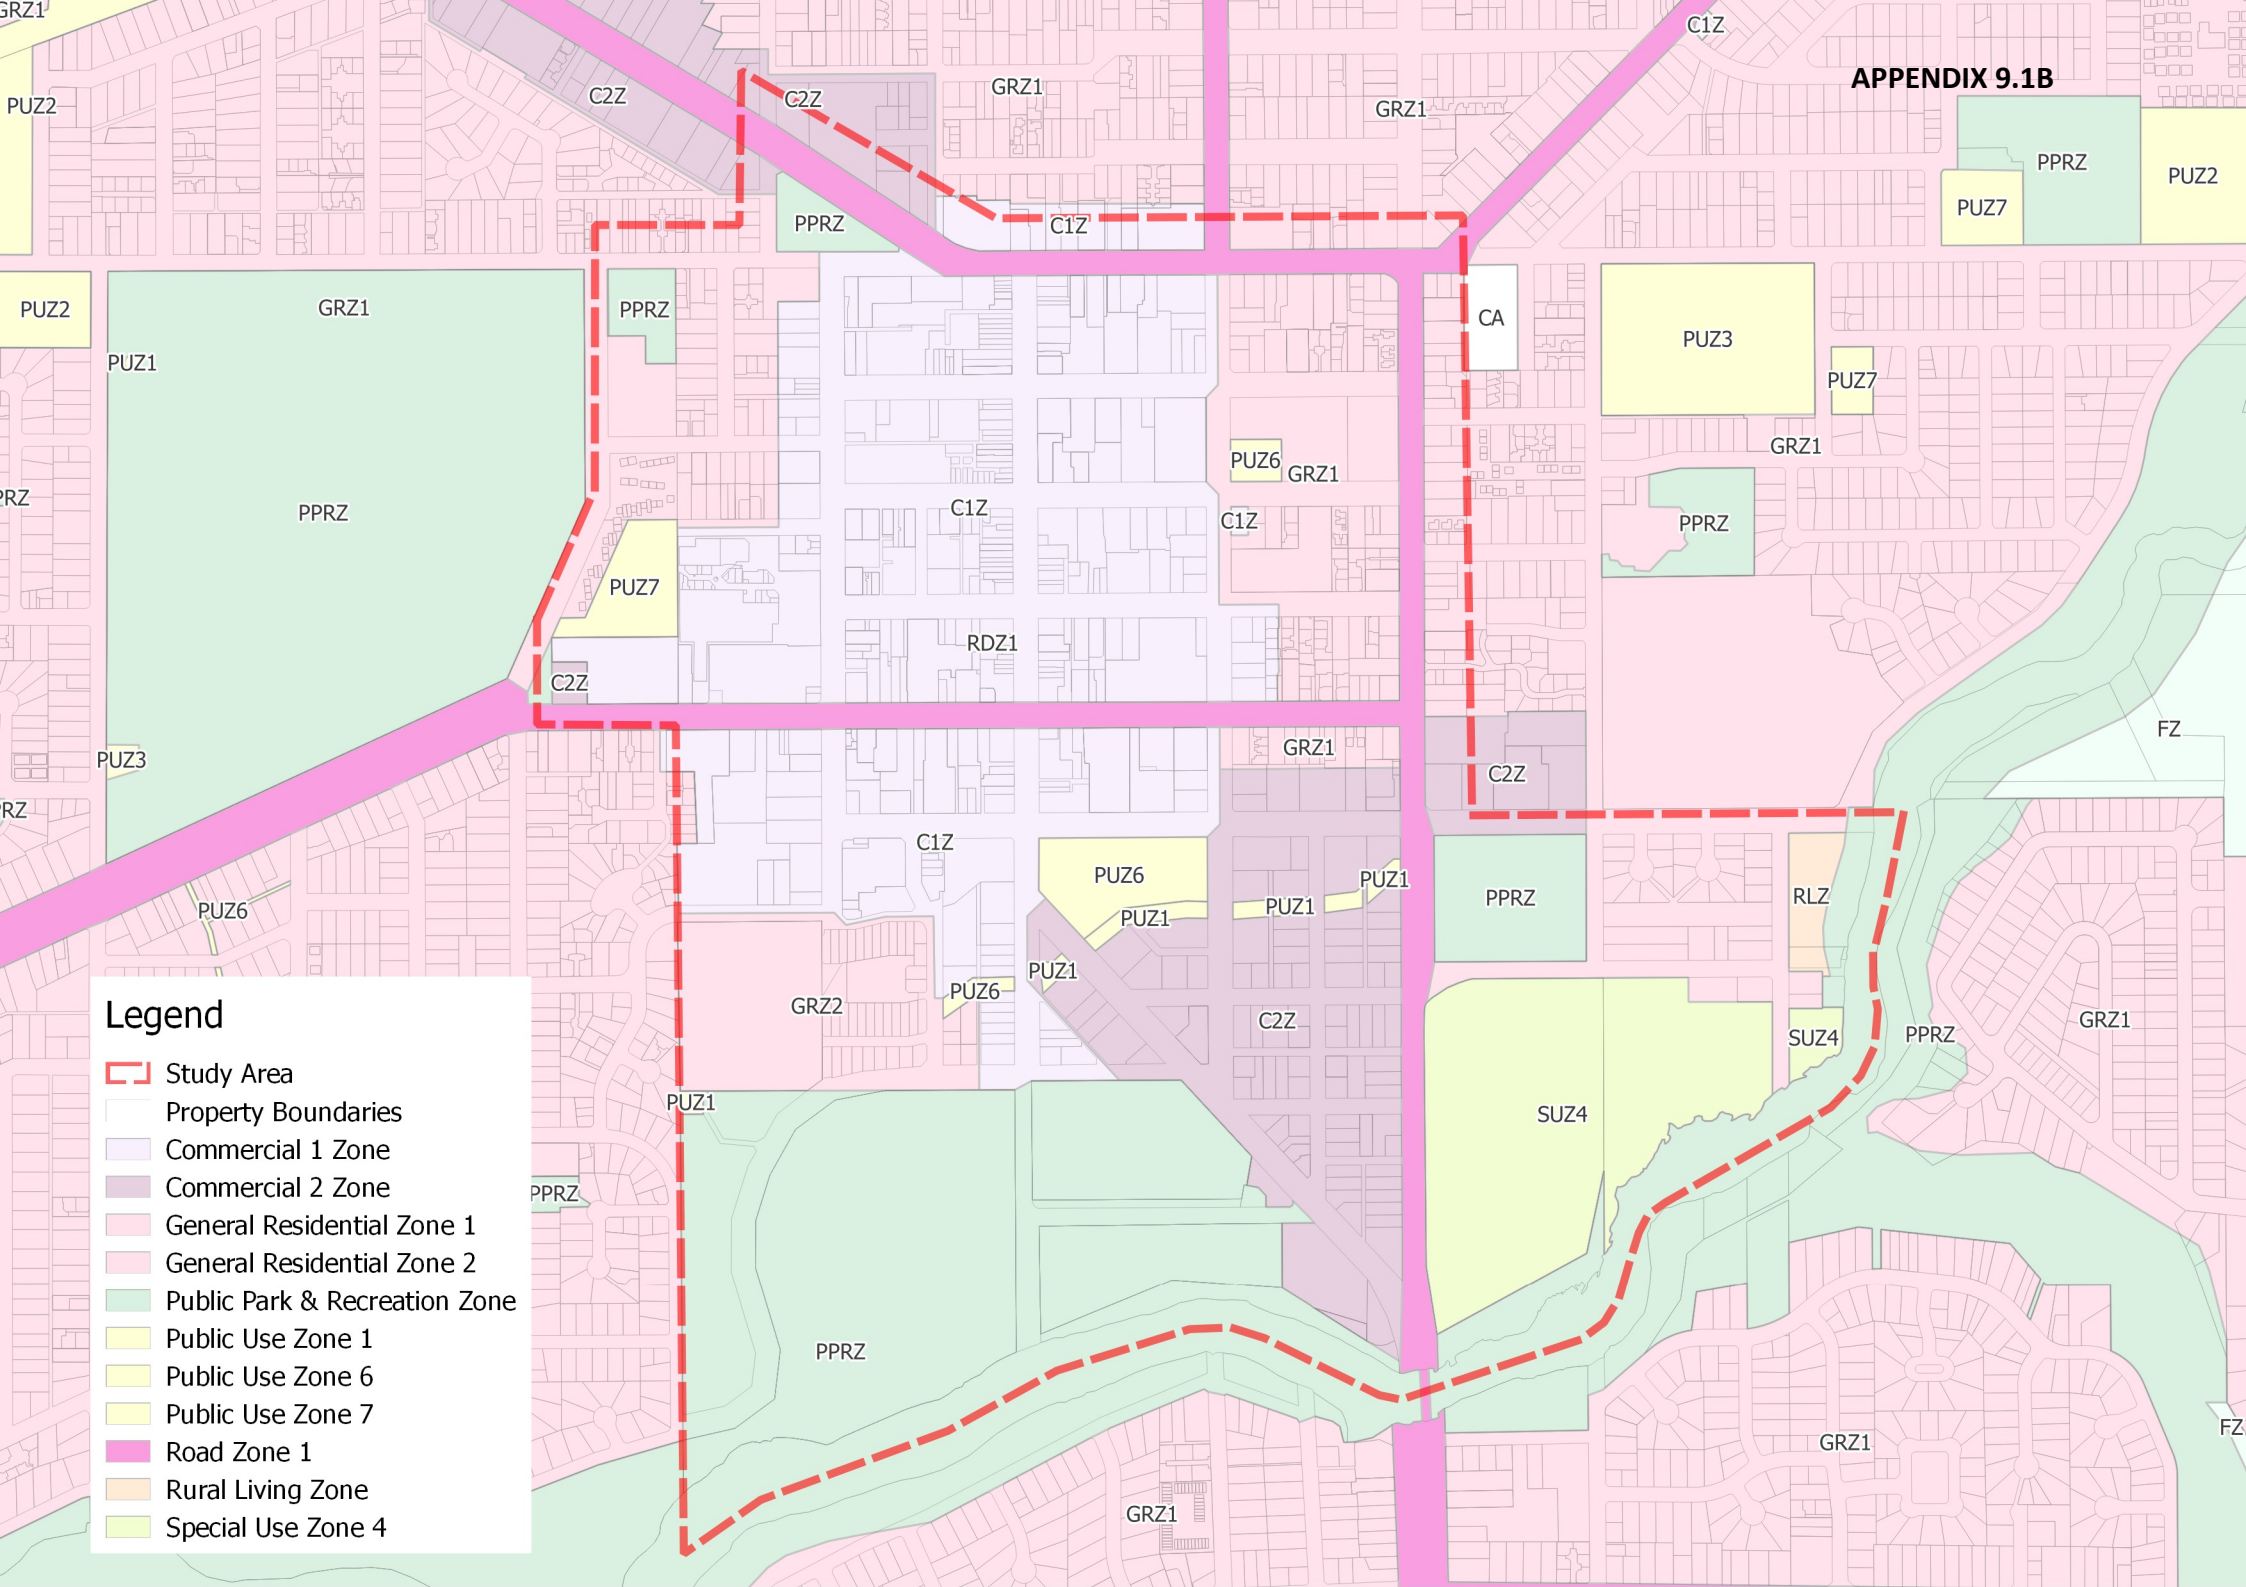 GRZ1
C1Z
APPENDIX 9.1B
C2Z
C2Z
GRZ1
GRZ1
PUZ2
PPRZ
PUZ2
PUZ7
PPRZ
C1Z
PUZ2
GRZ1
PPRZ
CA
PUZ3
PUZ1
PUZ7
GRZ1
PUZ6
GRZ1
PRZ
PPRZ
C1Z
C1Z
PPRZ
PUZ7
RDZ1
C2Z
FZ
GRZ1
PUZ3
C2Z
RZ
C1Z
PUZ6
PUZ1
PUZ1
PUZ1
PPRZ
RLZ
PUZ6
PUZ1
PUZ6
GRZ2
C2Z
SUZ4
PPRZ
GRZ1
PUZ1
SUZ4
PPRZ
PPRZ
FZ
GRZ1
GRZ1
Legend
Study Area
Property Boundaries
Commercial 1 Zone
Commercial 2 Zone
General Residential Zone 1
General Residential Zone 2
Public Park & Recreation Zone
Public Use Zone 1
Public Use Zone 6
Public Use Zone 7
Road Zone 1
Rural Living Zone
Special Use Zone 4